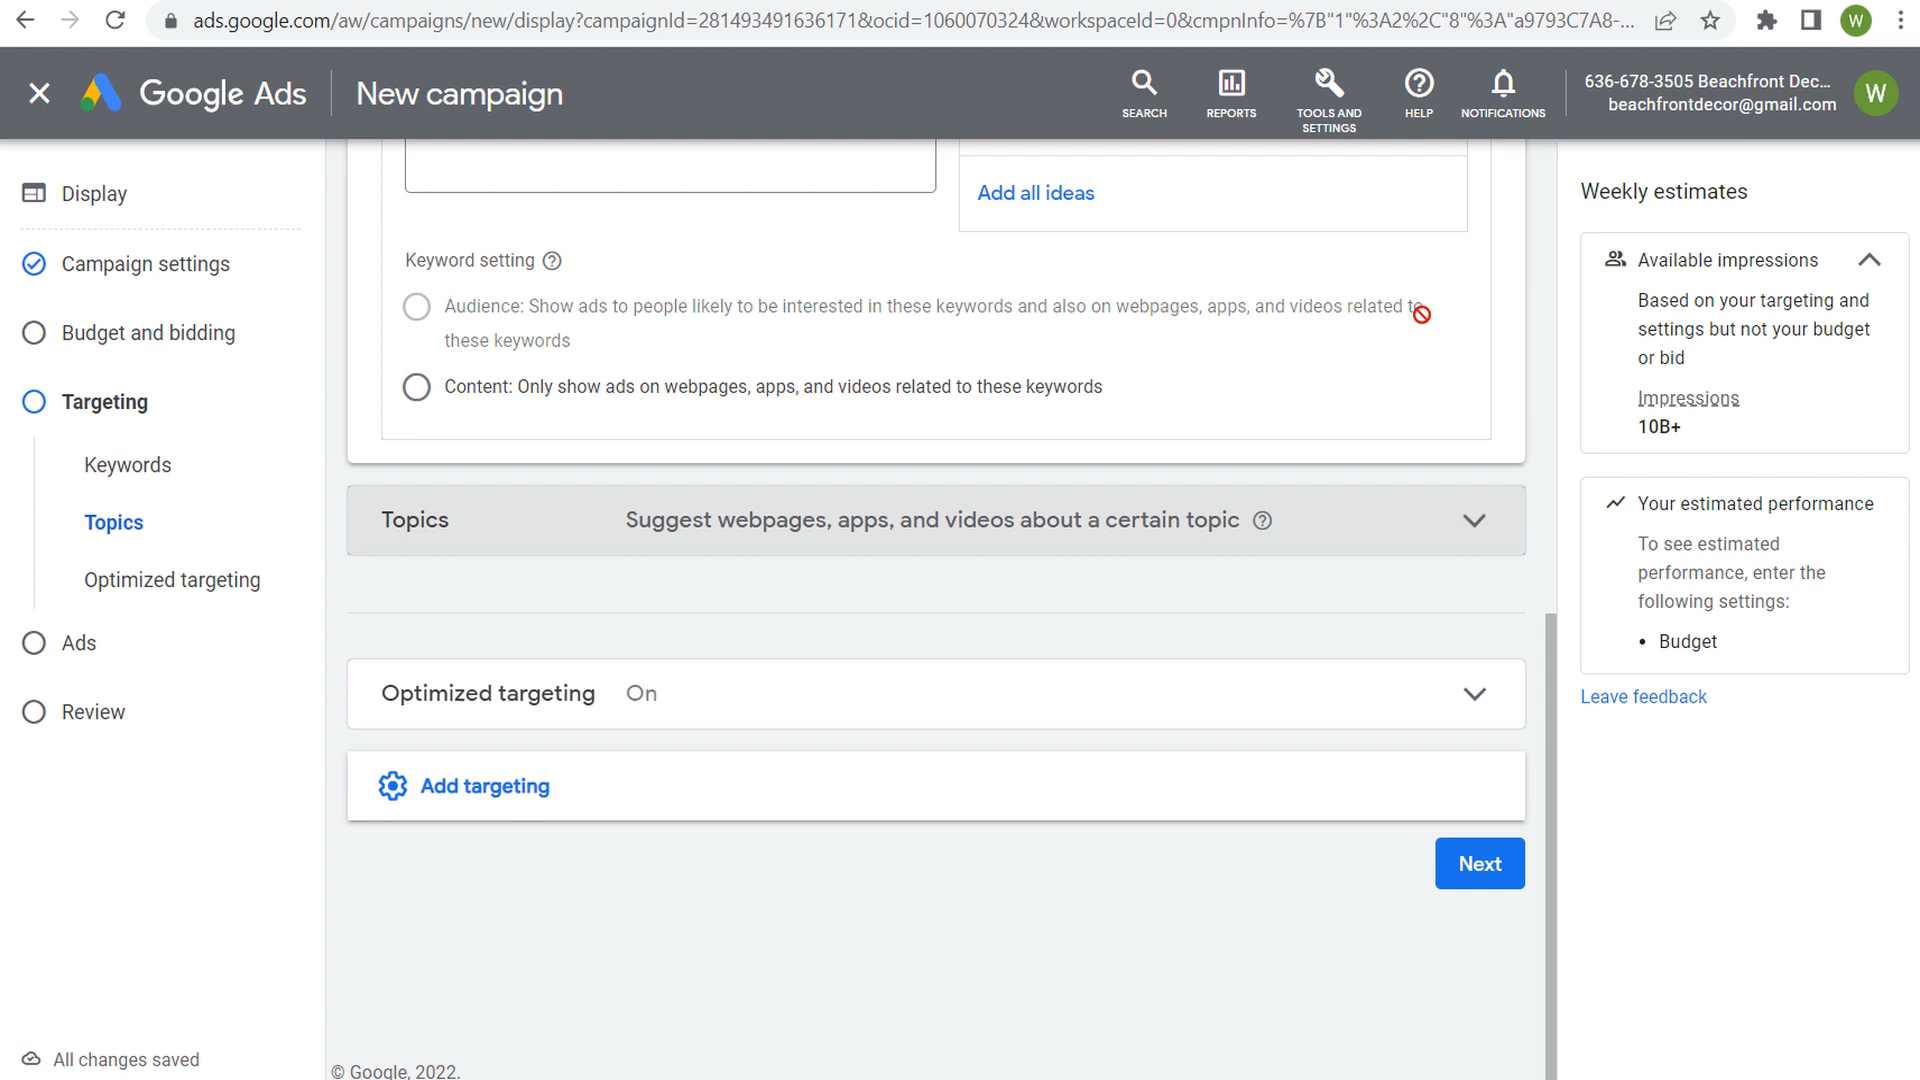 ads.google.com/aw/campaigns/new/display?campaignId=281493491636171&ocid=1060070324&workspaceId=0&cmpnInfo=%7B"1"%3A2%2C"8"%3A"a9793C7A8-...
W
Google Ads
New campaign
SEARCH
REPORTS
TOOLS AND
SETTINGS
HELP
NOTIFICATIONS
636-678-3505 Beachfront Dec...
beachfrontdecor@gmail.com
W
Display
Campaign settings
Budget and bidding
Targeting
Keywords
Topics
Optimized targeting
Ads
Review
All changes saved
Add all ideas
Keyword setting
Audience: Show ads to people likely to be interested in these keywords and also on webpages, apps, and videos related to
these keywords
Content: Only show ads on webpages, apps, and videos related to these keywords
Topics
Suggest webpages, apps, and videos about a certain topic
Optimized targeting
On
Add targeting
Next
© Google, 2022.
Weekly estimates
Available impressions
Based on your targeting and
settings but not your budget
or bid
Impressions
10B+
Your estimated performance
To see estimated
performance, enter the
following settings:
• Budget
Leave feedback